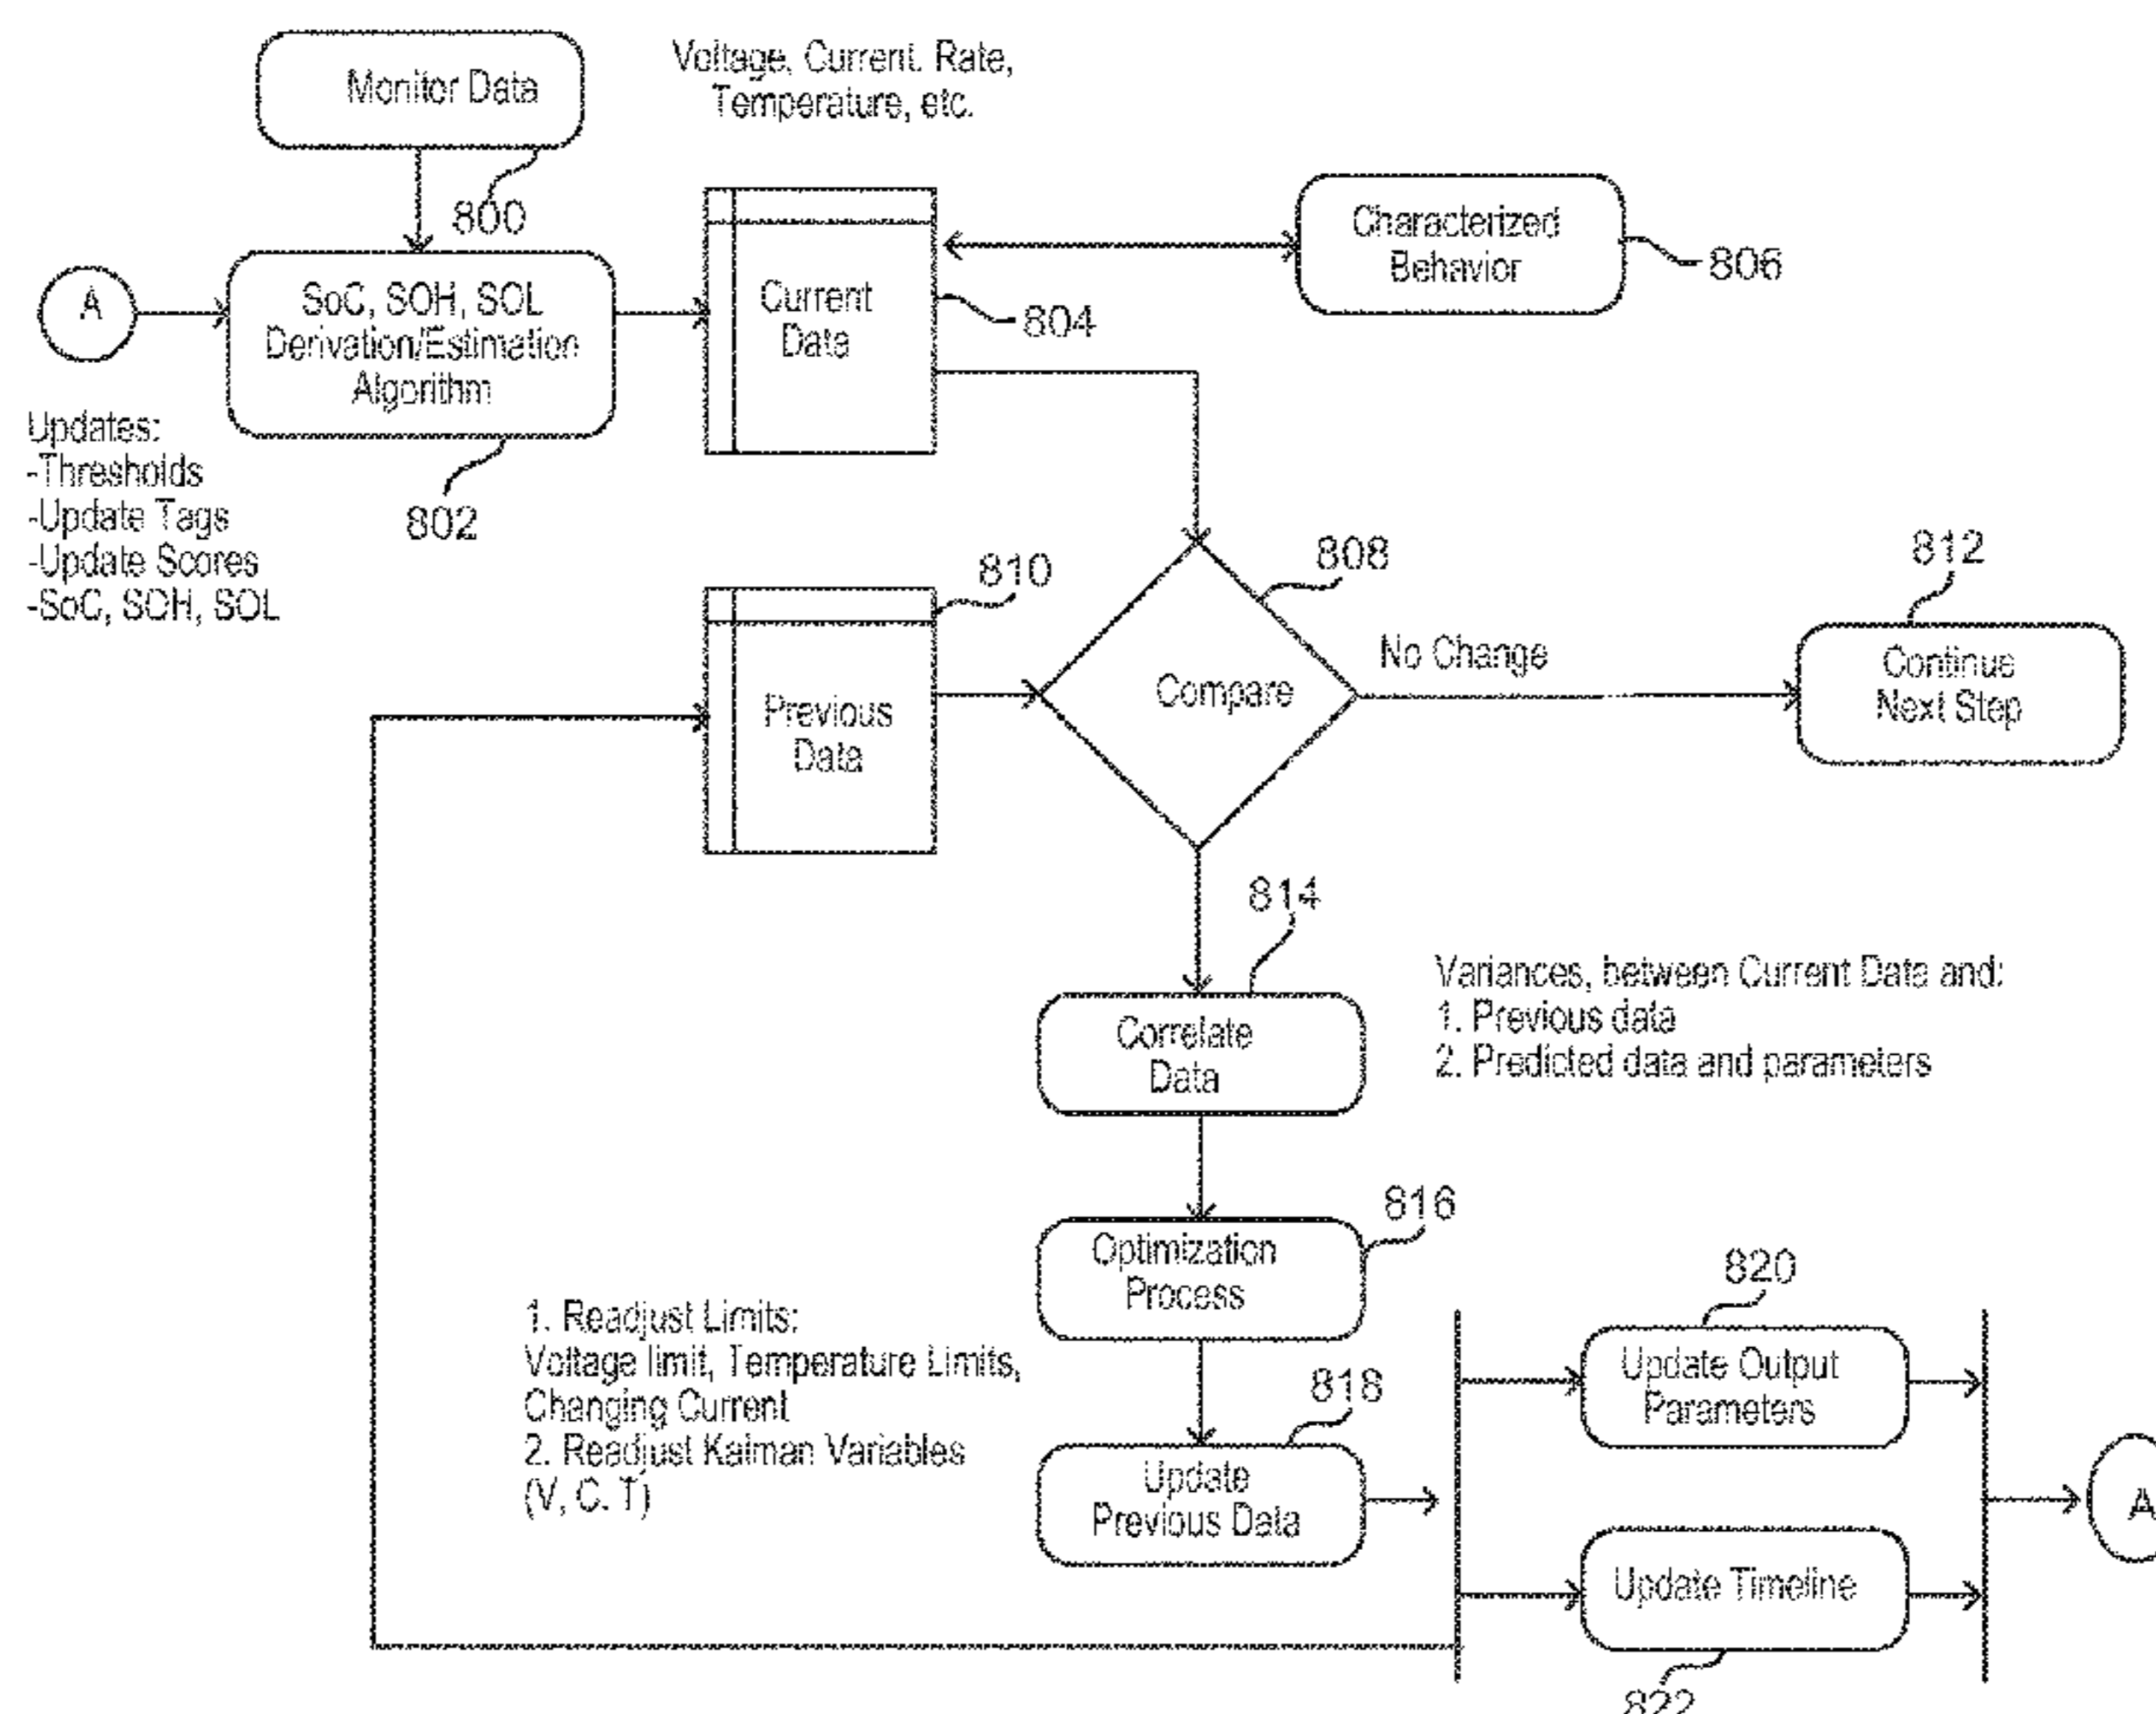 Monitor Data
Voltage, Current. Rate,
Temperature, etc.
800
A
SoC, SOH, SOL
Derivation/Estimation
Algorithm
802
Current
Data
804
Characterized
Behavior
806
Updates:
-Thresholds
-Update Tags
-Update Scores
-SoC, SOH, SOL
810
Previous
Data
808
Compare
No Change
812
Continue
Next Step
814
Correlate
Data
Variances, between Current Data and:
1. Previous data
2. Predicted data and parameters
816
Optimization
Process
1. Readjust Limits:
Voltage limit, Temperature Limits,
Changing Current
2. Readjust Kalman Variables
(V, C. T)
818
Update
Previous Data
820
Update Output
Parameters
Update Timeline
822
A